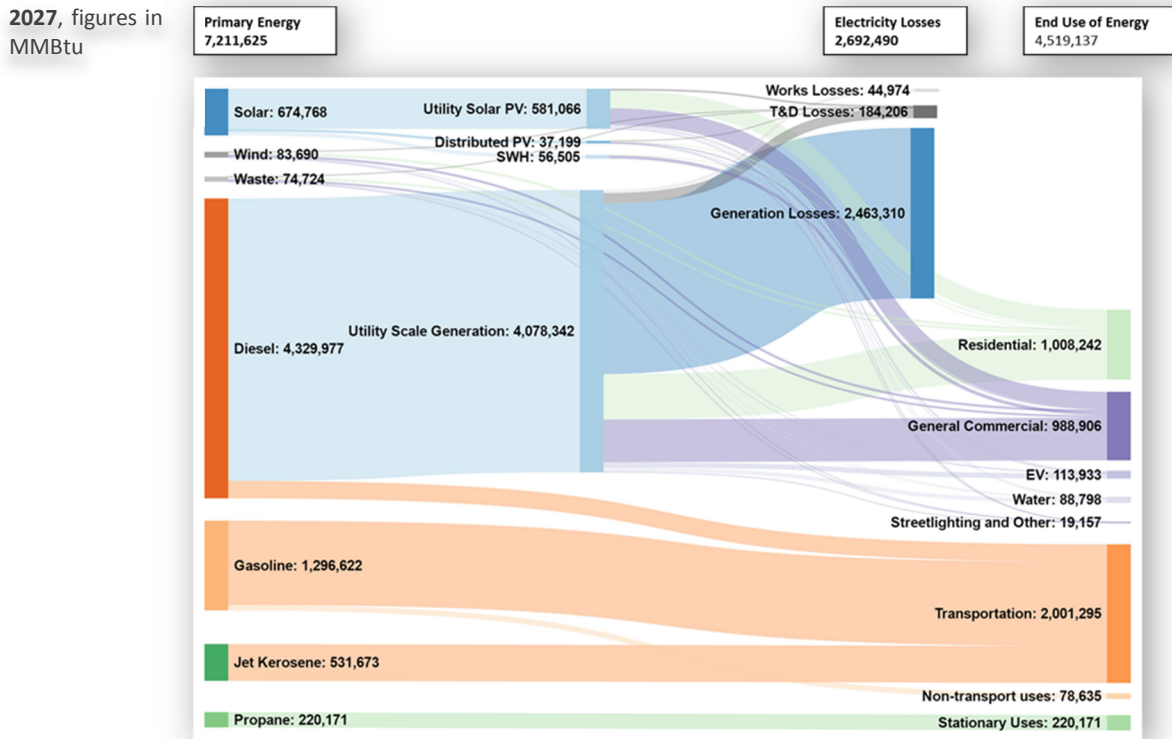 2027, figures in
MMBtu
Primary Energy
7,211,625
Electricity Losses
2,692,490
End Use of Energy
4,519,137
Solar: 674,768
Utility Solar PV: 581,066
Works Losses: 44,974
T&D Losses: 184,206
Distributed PV: 37,199
Wind: 83,690
SWH: 56,505
Waste: 74,724
Generation Losses: 2,463,310
Utility Scale Generation: 4,078,342
Diesel: 4,329,977
Residential: 1,008,242
General Commercial: 988,906
EV: 113,933
Water: 88,798
Streetlighting and Other: 19,157
Gasoline: 1,296,622
Transportation: 2,001,295
Jet Kerosene: 531,673
Non-transport uses: 78,635
Propane: 220,171
Stationary Uses: 220,171